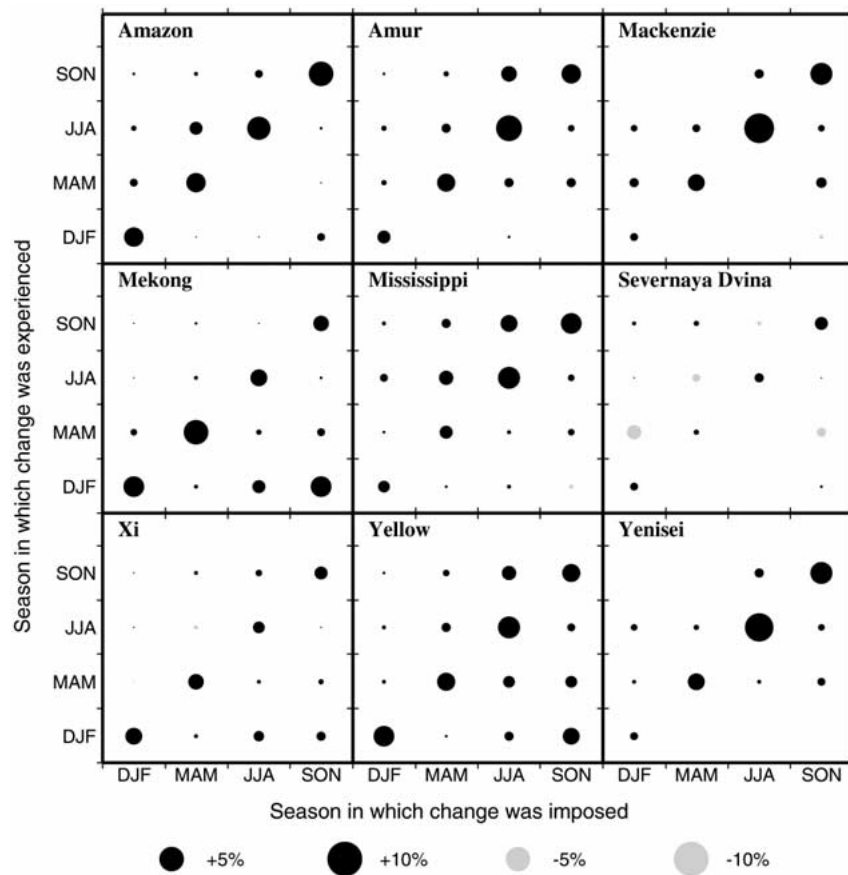 Amazon Amur Mackenzie
SON
JJA
MAM
DJF
Mekong Mississippi Severnaya Dvina
SON
JJA
MAM
DJF
Xi Yellow Yenisei
SON
JJA
MAM
DJF
Season in which change was experienced
DJF MAM JJA SON DJF MAM JJA SON DJF MAM JJA SON
Season in which change was imposed
+5% +10% -5% -10%